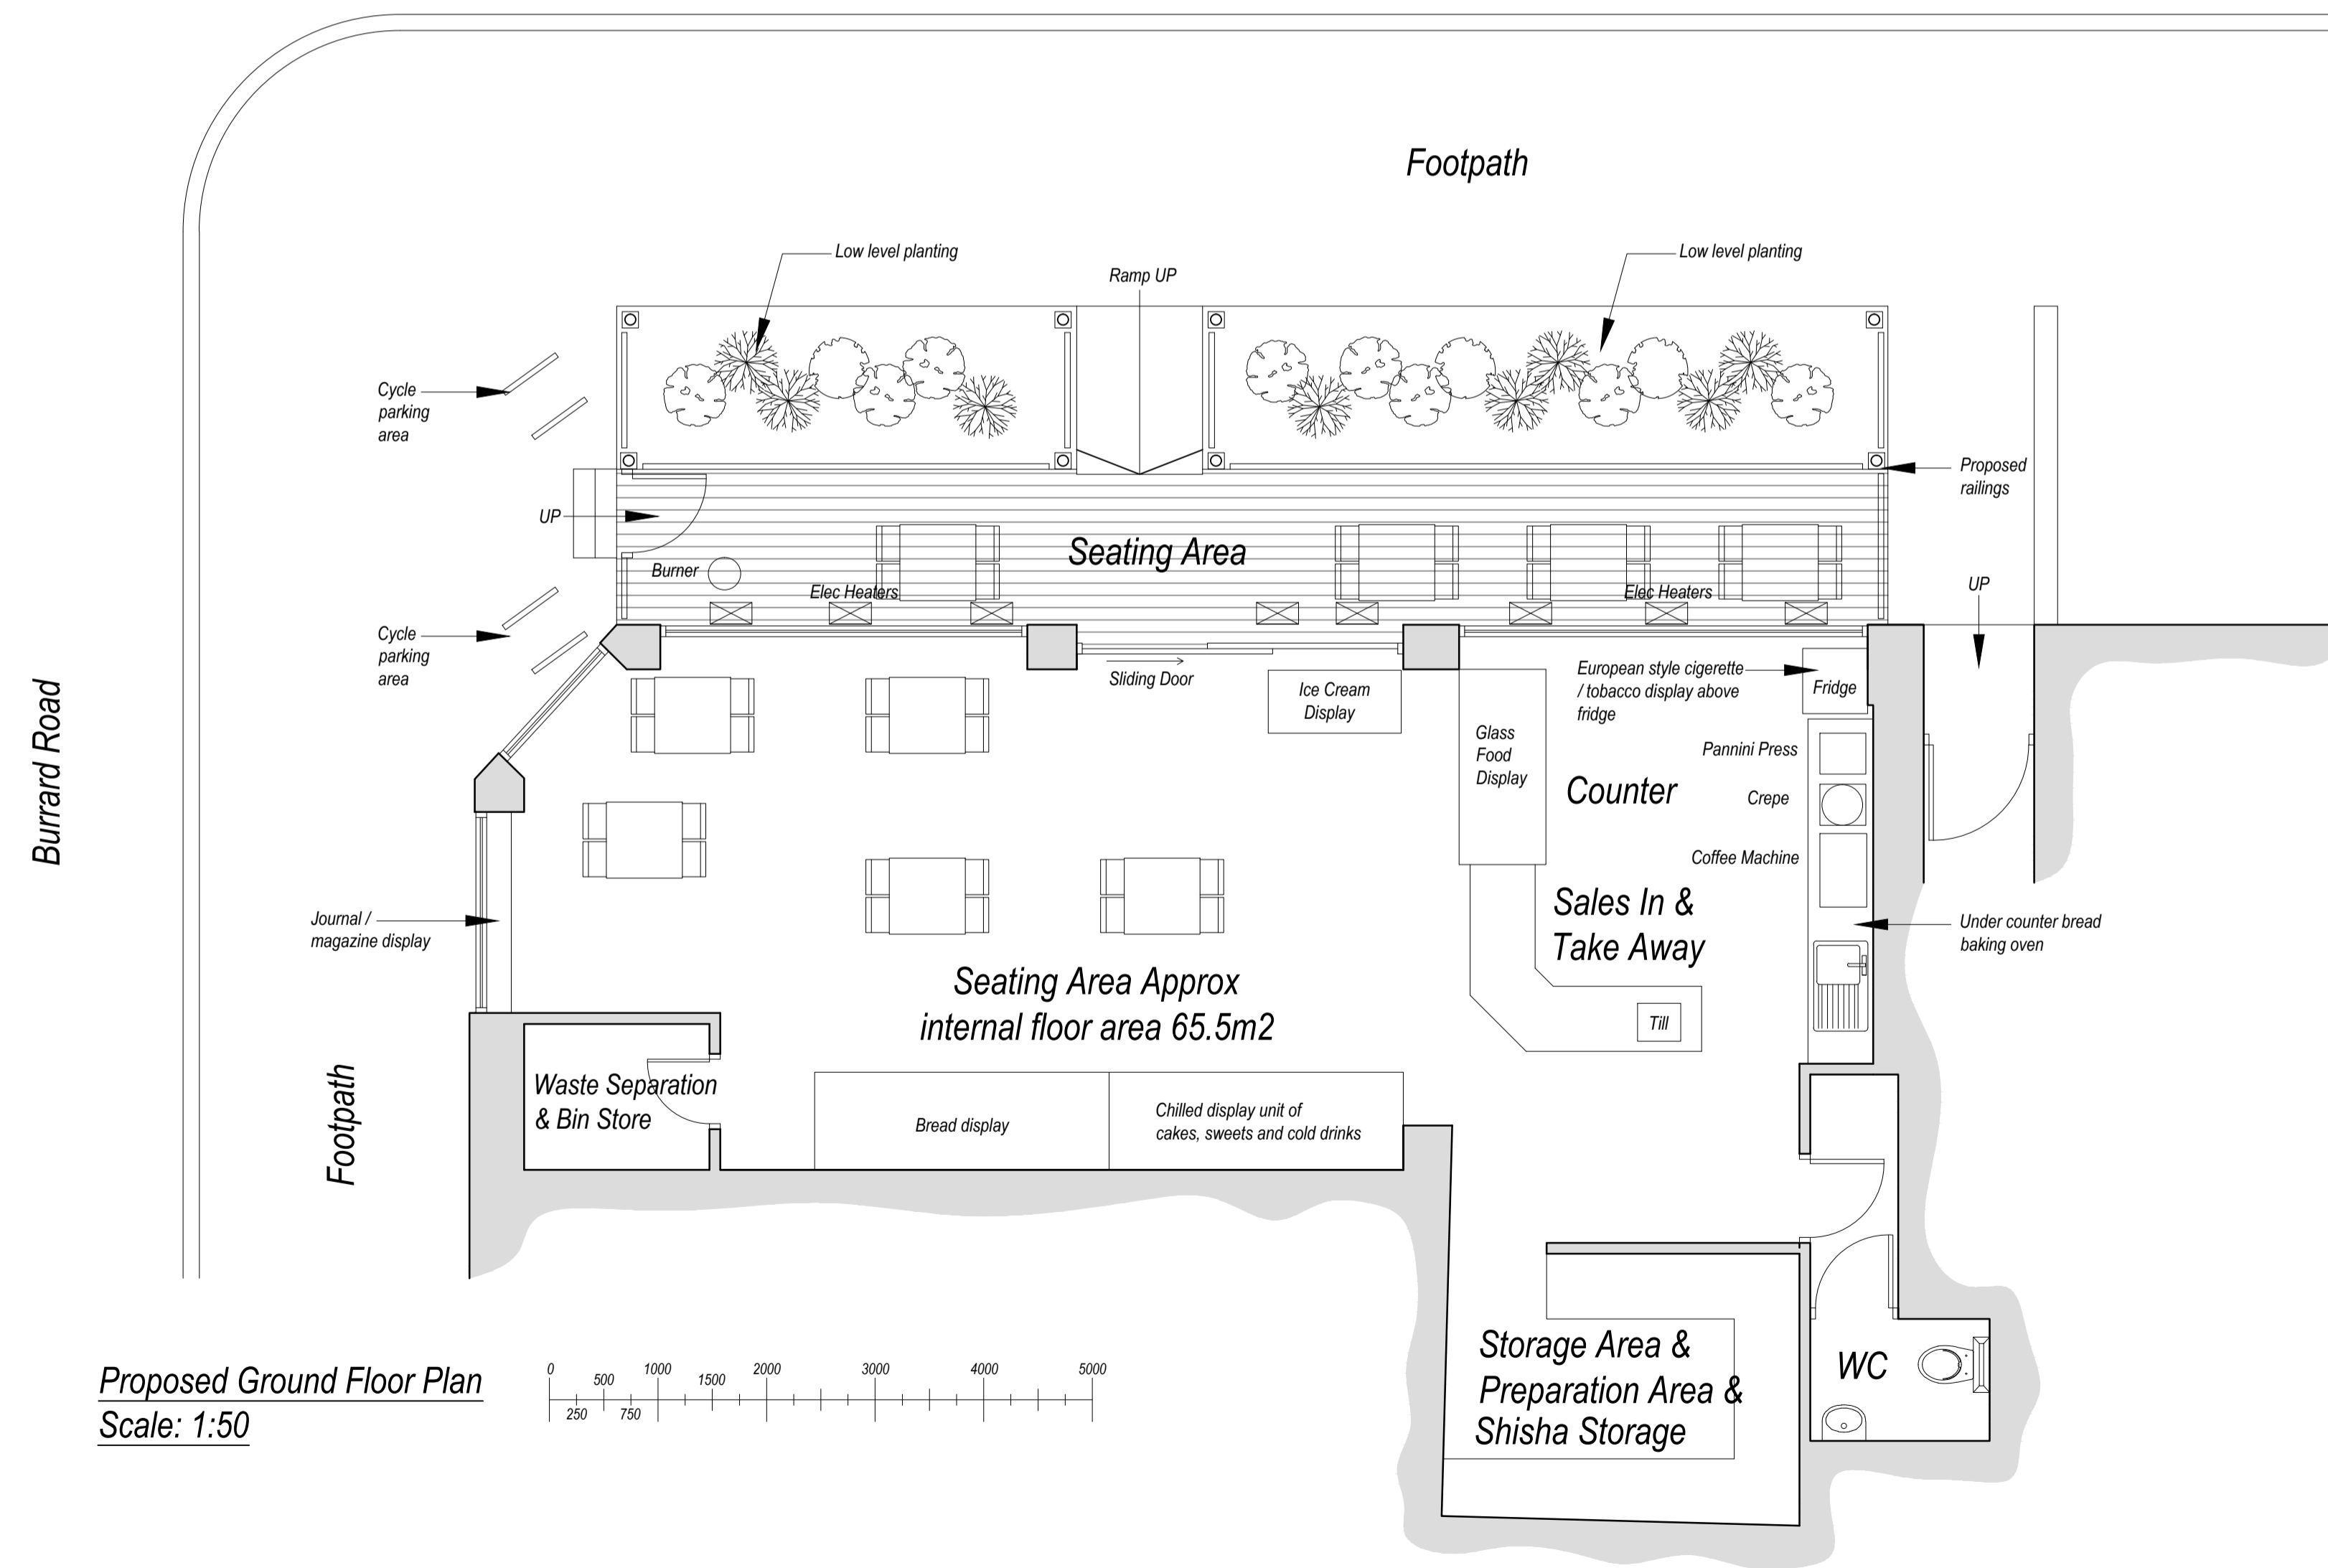 Footpath
Low level planting
Low level planting
Ramp UP
Cycle
parking
area
Proposed
railings
UP
Seating Area
Burner
Elec Heaters
Elec Heaters
UP
Cycle
parking
area
Sliding Door
Ice Cream
Display
European style cigerette
/ tobacco display above
fridge
Fridge
Glass
Food
Display
Pannini Press
Counter
Crepe
Coffee Machine
Burrard Road
Journal /
magazine display
Sales In &
Take Away
Under counter bread
baking oven
Seating Area Approx
internal floor area 65.5m2
Till
Footpath
Waste Separation
& Bin Store
Bread display
Chilled display unit of
cakes, sweets and cold drinks
Storage Area &
Preparation Area &
Shisha Storage
WC
Proposed Ground Floor Plan
Scale: 1:50
0 500 1000 1500 2000 3000 4000 5000
250 750